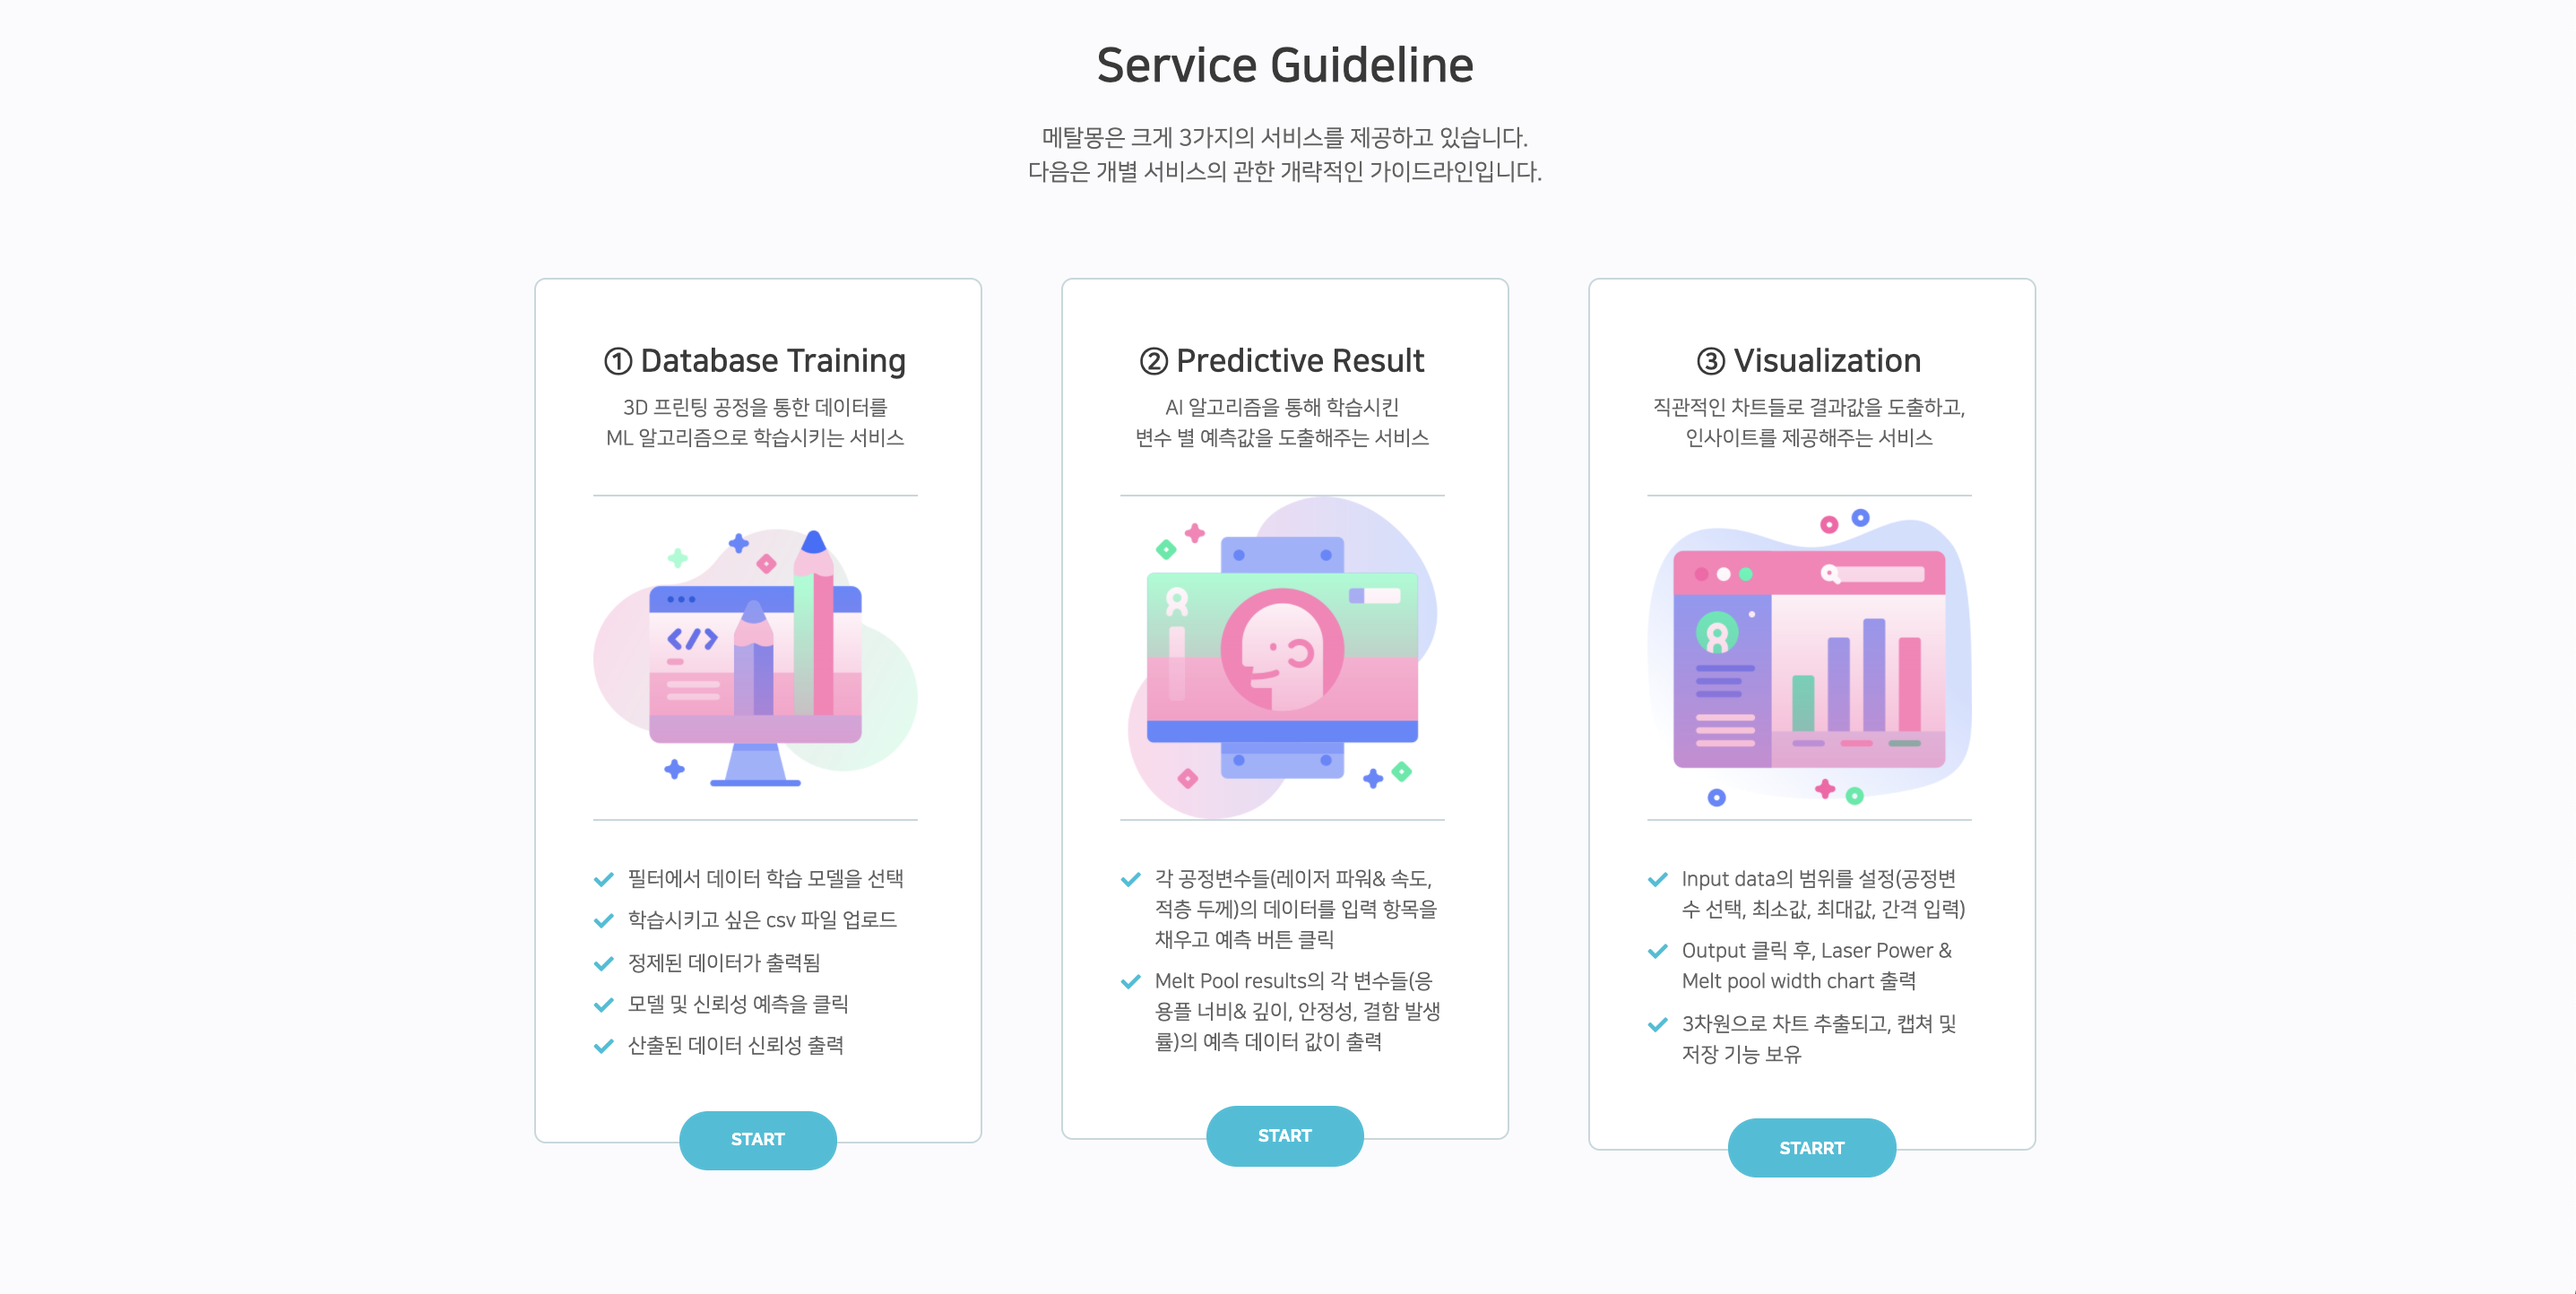 Service Guideline
메탈몽은 크게 3가지의 서비스를 제공하고 있습니다.
다음은 개별 서비스의 관한 개략적인 가이드라인입니다.
① Database Training
3D 프린팅 공정을 통한 데이터를
ML 알고리즘으로 학습시키는 서비스
</>
필터에서 데이터 학습 모델을 선택
학습시키고 싶은 csv 파일 업로드
정제된 데이터가 출력됨
모델 및 신뢰성 예측을 클릭
산출된 데이터 신뢰성 출력
START
② Predictive Result
AI 알고리즘을 통해 학습시킨
변수 별 예측값을 도출해주는 서비스
각 공정변수들(레이저 파워& 속도,
적층 두께)의 데이터를 입력 항목을
채우고 예측 버튼 클릭
Melt Pool results의 각 변수들(응
용플 너비& 깊이, 안정성, 결함 발생
률)의 예측 데이터 값이 출력
START
③ Visualization
직관적인 차트들로 결과값을 도출하고,
인사이트를 제공해주는 서비스
Input data의 범위를 설정(공정변
수 선택, 최소값, 최대값, 간격 입력)
Output 클릭 후, Laser Power &
Melt pool width chart 출력
3차원으로 차트 추출되고, 캡쳐 및
저장 기능 보유
STARRT